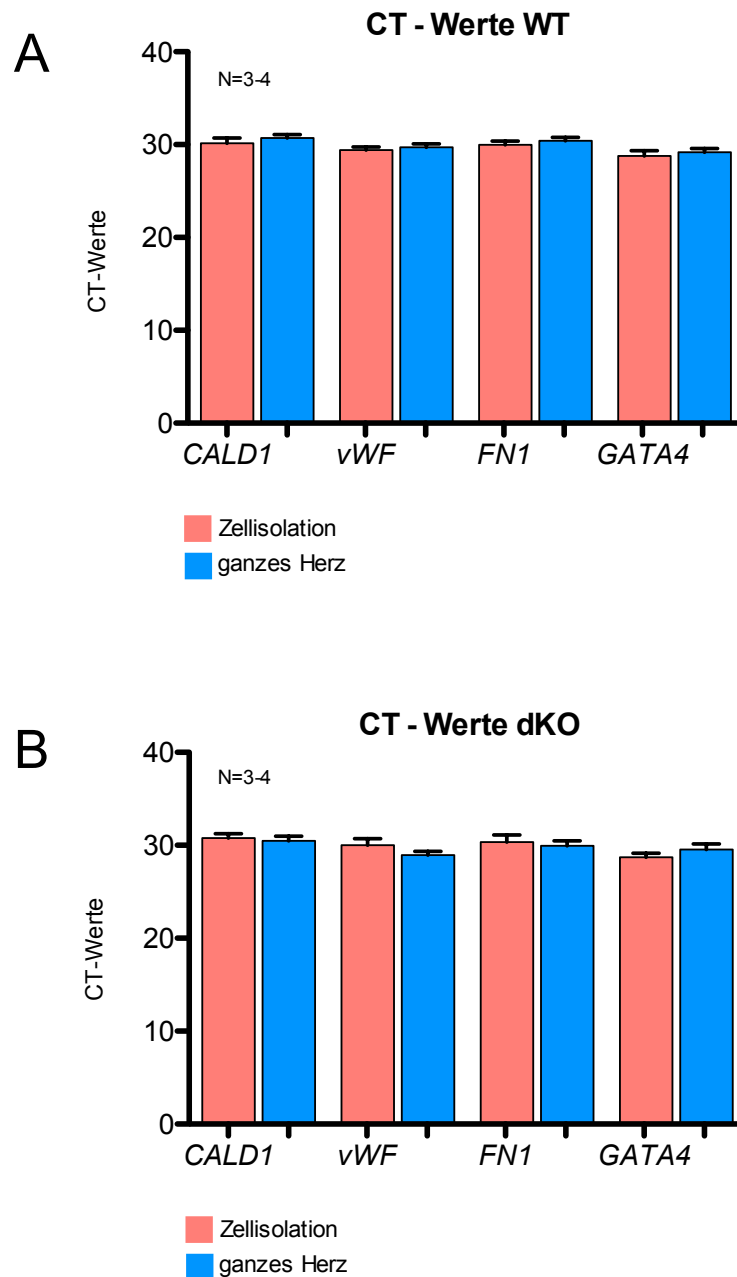 A
CT - Werte WT
N=3-4
CT-Werte
40
30
20
10
0
CALD1 vWF FN1 GATA4
Zellisolation
ganzes Herz
B
CT - Werte dKO
N=3-4
CT-Werte
40
30
20
10
0
CALD1 vWF FN1 GATA4
Zellisolation
ganzes Herz